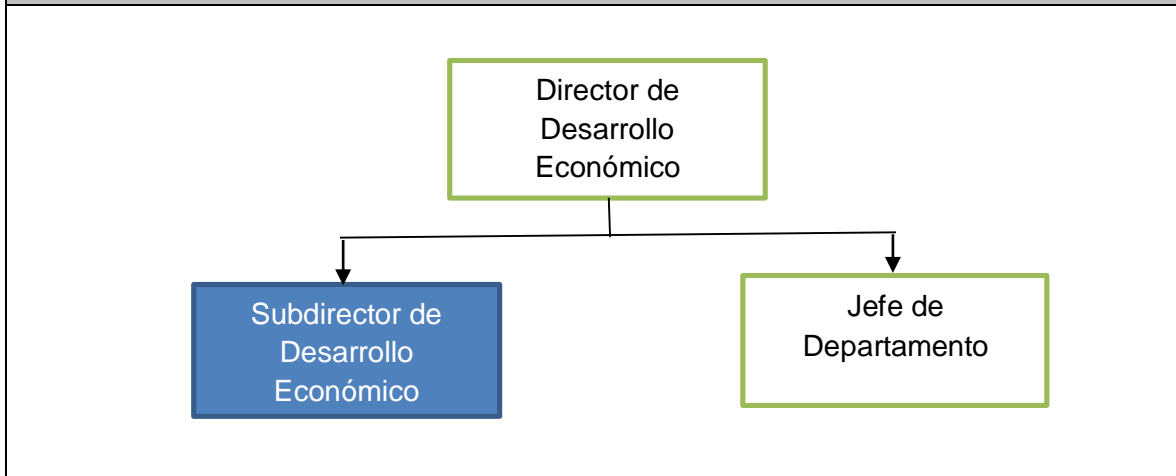 Director de
Desarrollo
Económico
Subdirector de
Desarrollo
Económico
Jefe de
Departamento